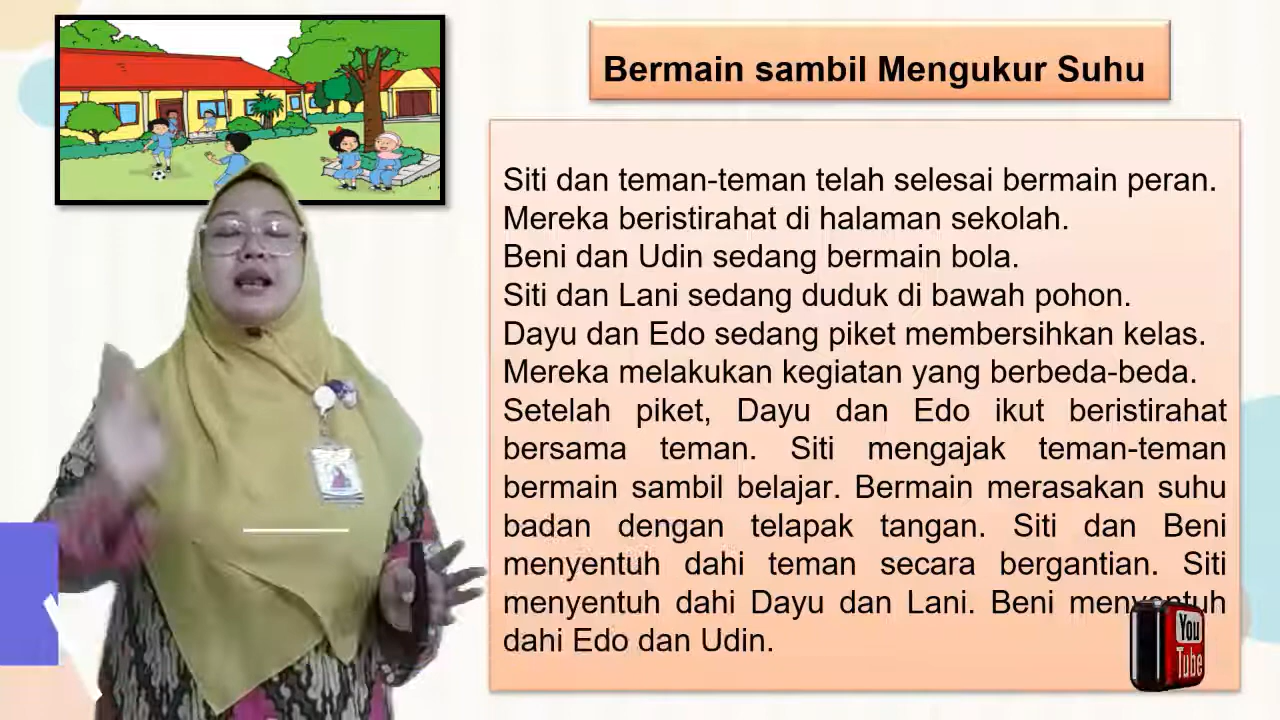 Bermain sambil Mengukur Suhu
Siti dan teman-teman telah selesai bermain peran.
Mereka beristirahat di halaman sekolah.
Beni dan Udin sedang bermain bola.
Siti dan Lani sedang duduk di bawah pohon.
Dayu dan Edo sedang piket membersihkan kelas.
Mereka melakukan kegiatan yang berbeda-beda.
Setelah piket, Dayu dan Edo ikut beristirahat
bersama teman. Siti mengajak teman-teman
bermain sambil belajar. Bermain merasakan suhu
badan dengan telapak tangan. Siti dan Beni
menyentuh dahi teman secara bergantian. Siti
menyentuh dahi Dayu dan Lani. Beni menyentuh
dahi Edo dan Udin.
You
Tube